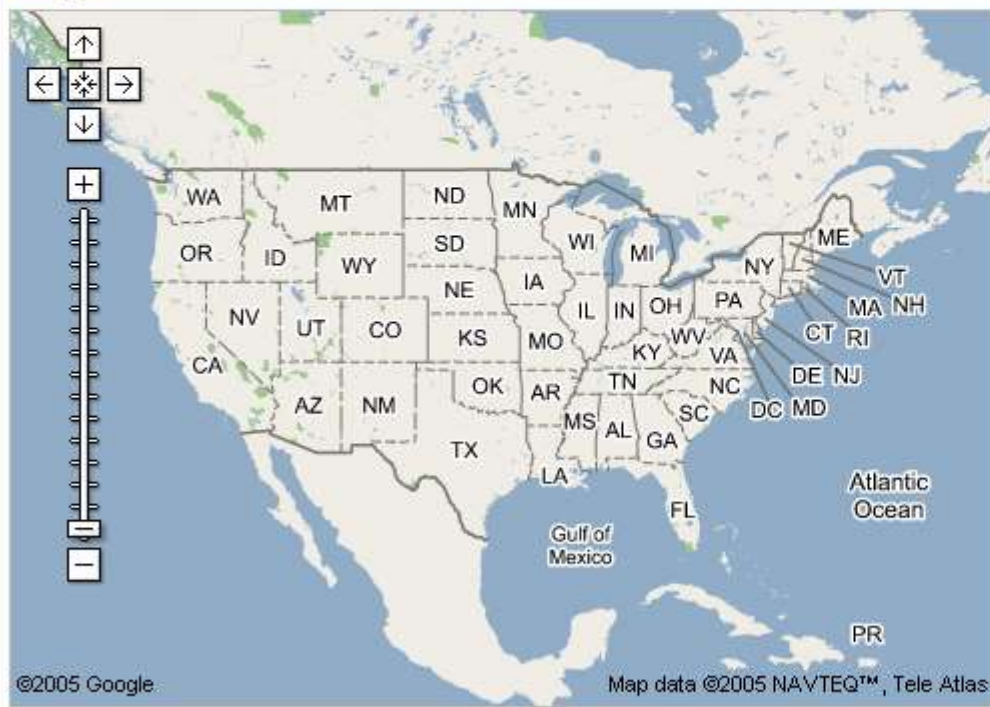 WA
MT
ND
MN
OR
ID
WY
SD
WI
MI
NY
ME
VT
NH
MA
RI
CT
NV
UT
CO
NE
IA
IL
IN
OH
PA
NJ
DE
MD
DC
CA
AZ
NM
KS
MO
KY
WV
VA
OK
AR
TN
NC
TX
LA
MS
AL
GA
SC
FL
Atlantic
Ocean
Gulf of
Mexico
PR
©2005 Google
Map data ©2005 NAVTEQ™, Tele Atlas